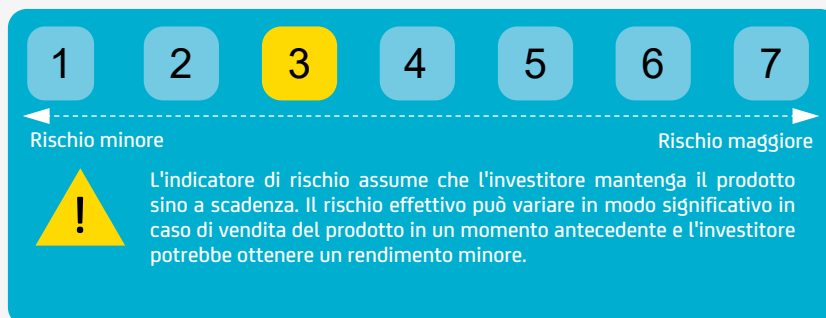 1 2 3 4 5 6 7
Rischio minore Rischio maggiore
!
L'indicatore di rischio assume che l'investitore mantenga il prodotto
sino a scadenza. Il rischio effettivo può variare in modo significativo in
caso di vendita del prodotto in un momento antecedente e l'investitore
potrebbe ottenere un rendimento minore.